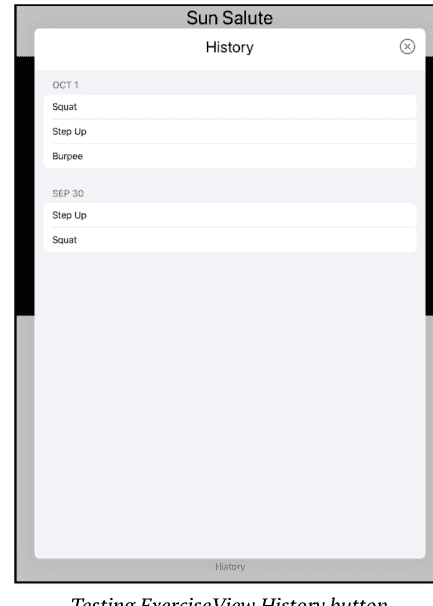 Sun Salute
History
OCT 1
Squat
Step Up
Burpee
SEP 30
Step Up
Squat
History
Testing ExerciseView History button